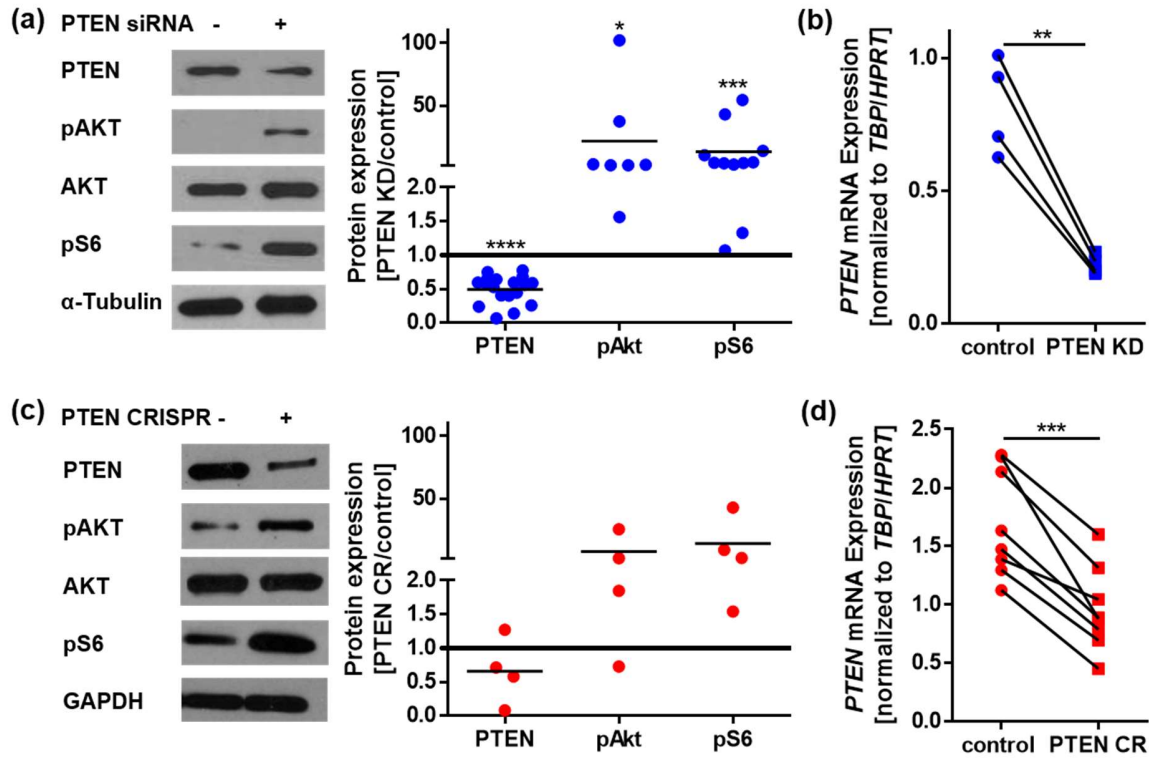 (a) PTEN siRNA - +
PTEN
pAKT
AKT
pS6
α-Tubulin
Protein expression
[PTEN KD/control]
100
50
2.0
1.5
1.0
0.5
0.0
****
*
***
PTEN pAkt pS6
(b)
PTEN mRNA Expression
[normalized to TBP/HPRT]
1.0
0.5
0.0
**
control PTEN KD
(c) PTEN CRISPR - +
PTEN
pAKT
AKT
pS6
GAPDH
Protein expression
[PTEN CR/control]
100
50
2.0
1.5
1.0
0.5
0.0
PTEN pAkt pS6
(d)
PTEN mRNA Expression
[normalized to TBP/HPRT]
2.5
2.0
1.5
1.0
0.5
0.0
***
control PTEN CR